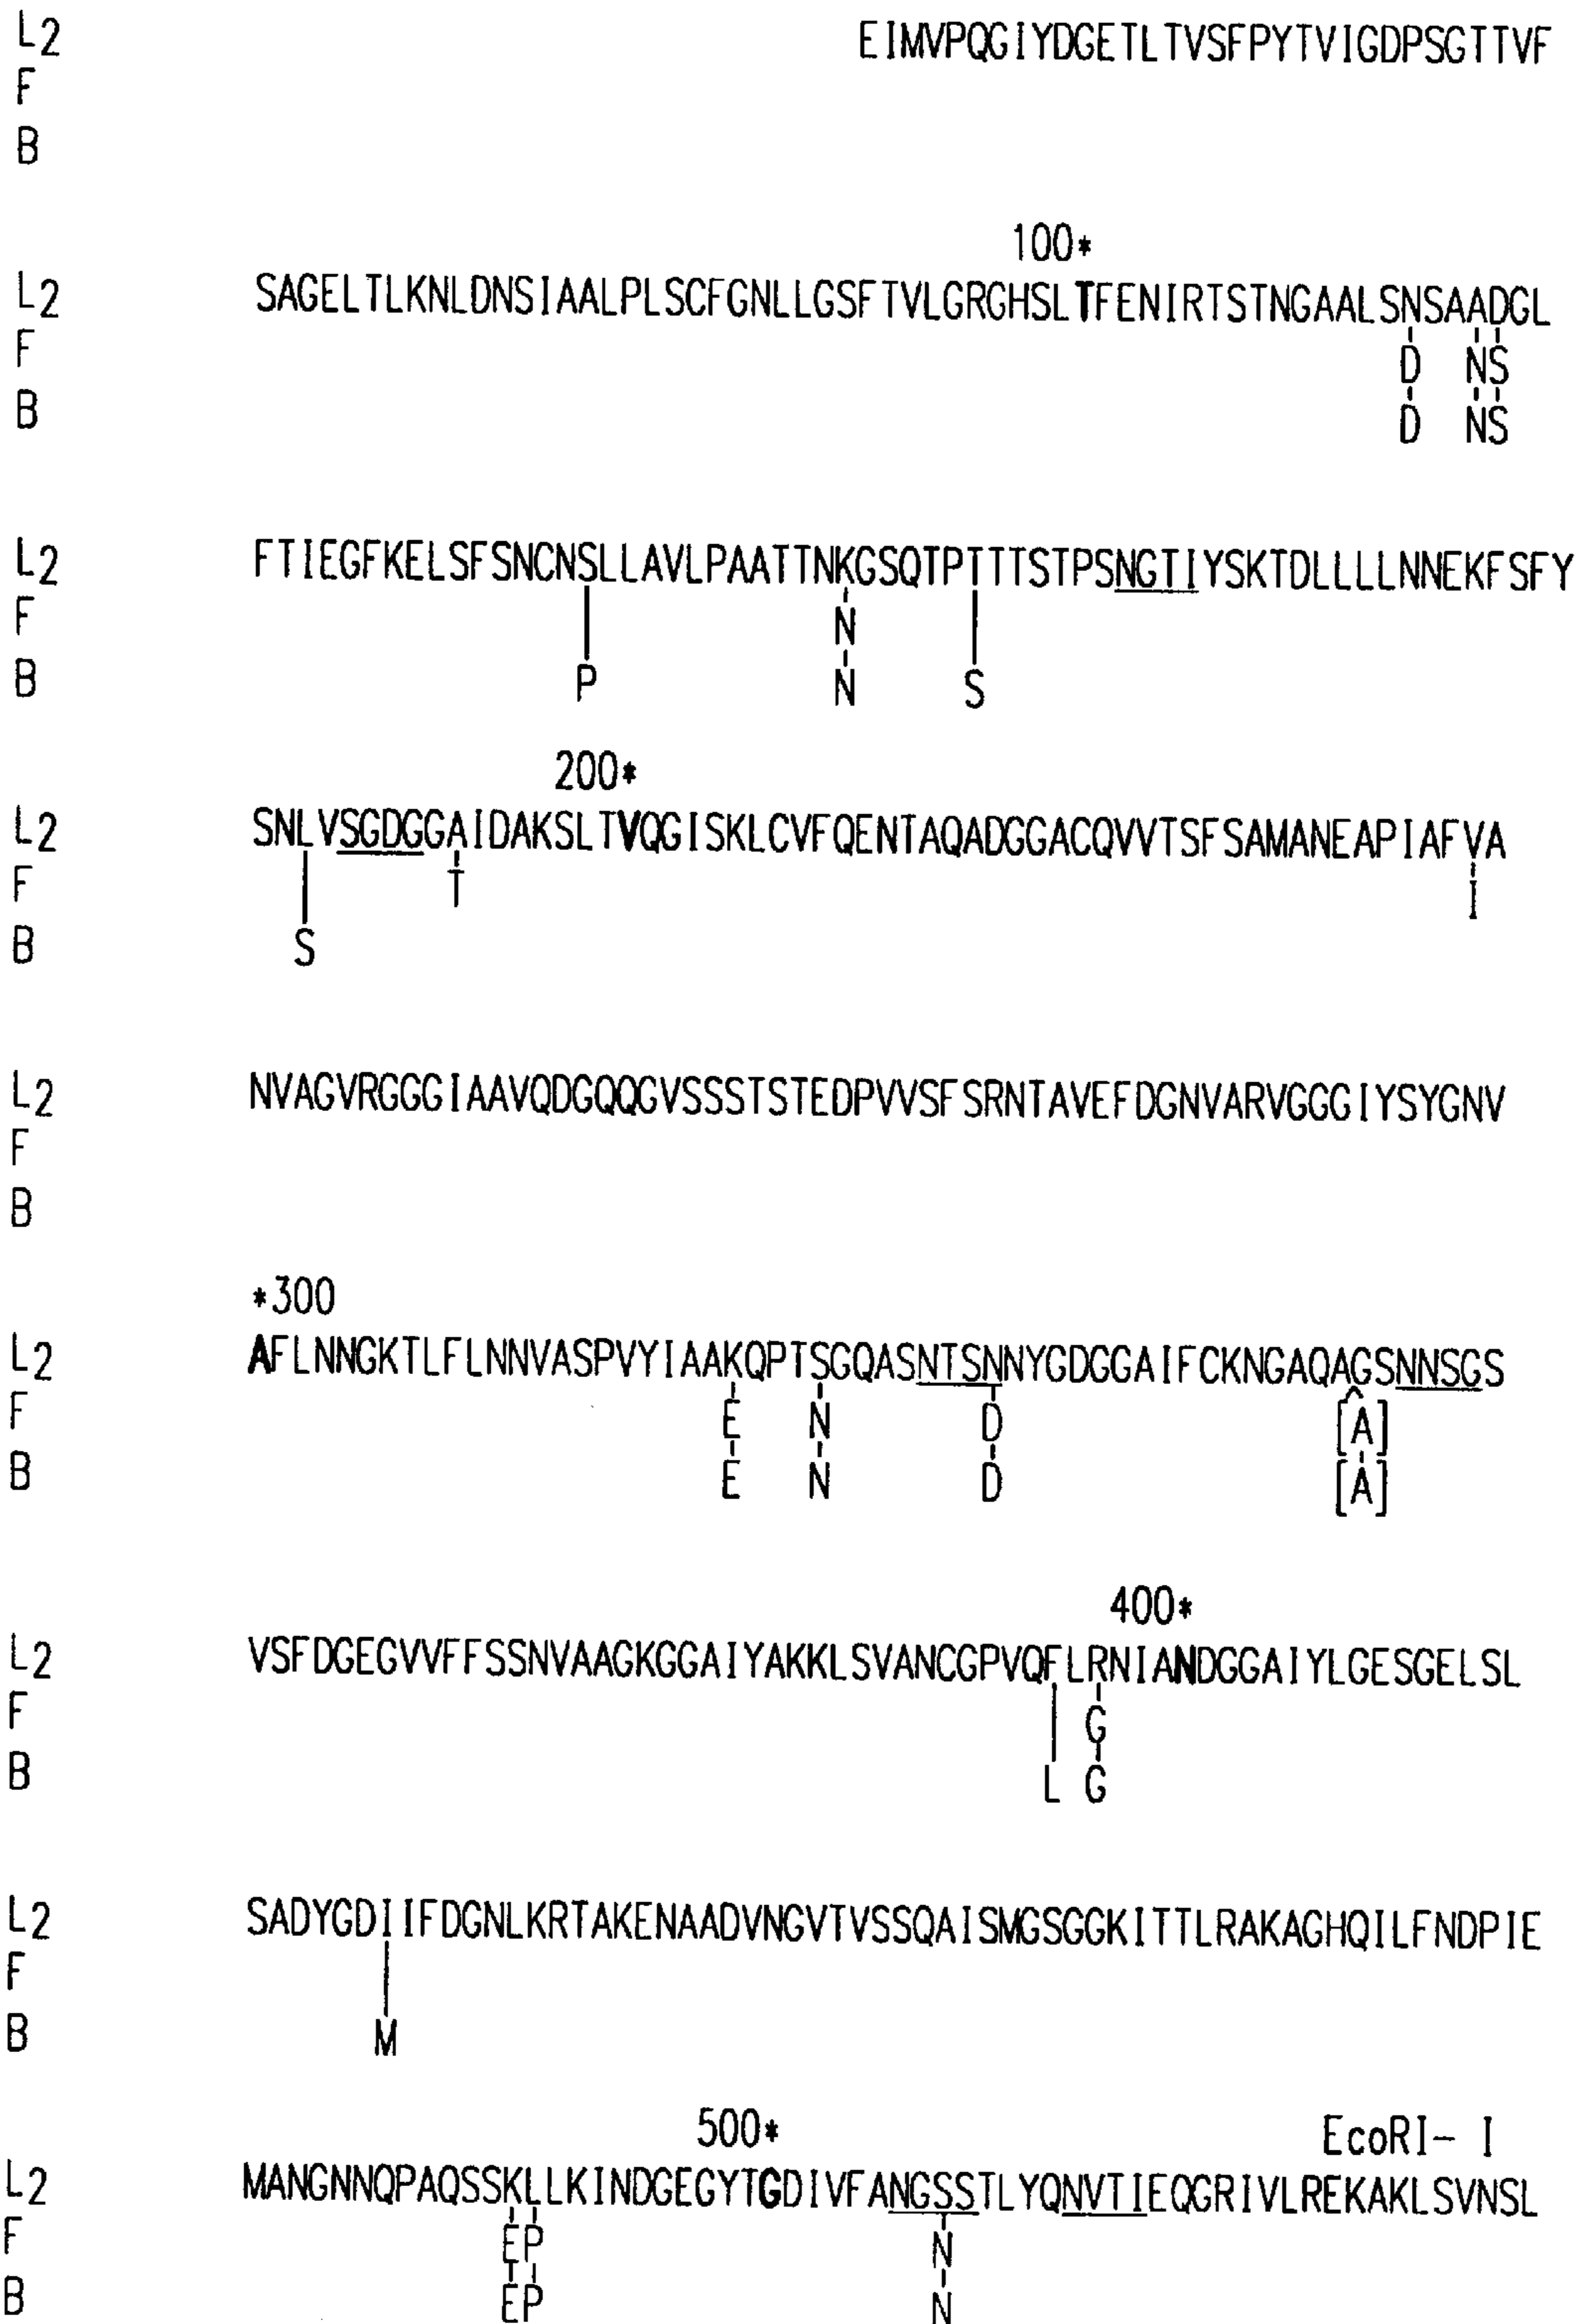 L2 EIMVPQGIYDGETLTVSFPYTVIGDPSGTTVF
F
B
100*
L2 SAGELTLKNLDNSIAALPLSCFGNLLGSFTVLGRGHSLTFENIRTSTNGAALSNSAADGL
F D NS
B D NS
L2 FTIEGFKELSFSNCNSLLAVLPAATTNKGSQTPTTTSTPSNGTIYSKTDLLLLNNEKFSFY
F N
B P N S
200*
L2 SNLVSGDGGAIDAKSLTVQGISKLCVFQENTAQADGGACQVVTSFSAMANEAPIAFVA
F T I
B S
L2 NVAGVRGGGIAAVQDGQQGVSSSTSTEDPVVSFSRNTAVEFDGNVARVGGGIYSYGNV
F
B
*300
L2 AFLNNGKTLFLNNVASPVYIAAKQPTSGQASNTSNNYGDGGAIFCKNGAQAGSNNSGS
F E N D [A]
B E N D [A]
400*
L2 VSFDGEGVVFFSSNVAAGKGGAIYAKKLSVANCGPVQFLRNIANDGGAIYLGESGELSL
F G
B L G
L2 SADYGDIIFDGNLKRTAKENAADVNGVTVSSQAISMGSGGKITTLRAKAGHQILFNDPIE
F
B M
500* EcoRI- I
L2 MANGNNQPAQSSKLLKINDGEGYTGDIVFANGSSTLYQNVTIEQGRIVLREKAKLSVNSL
F EP N
B EP N